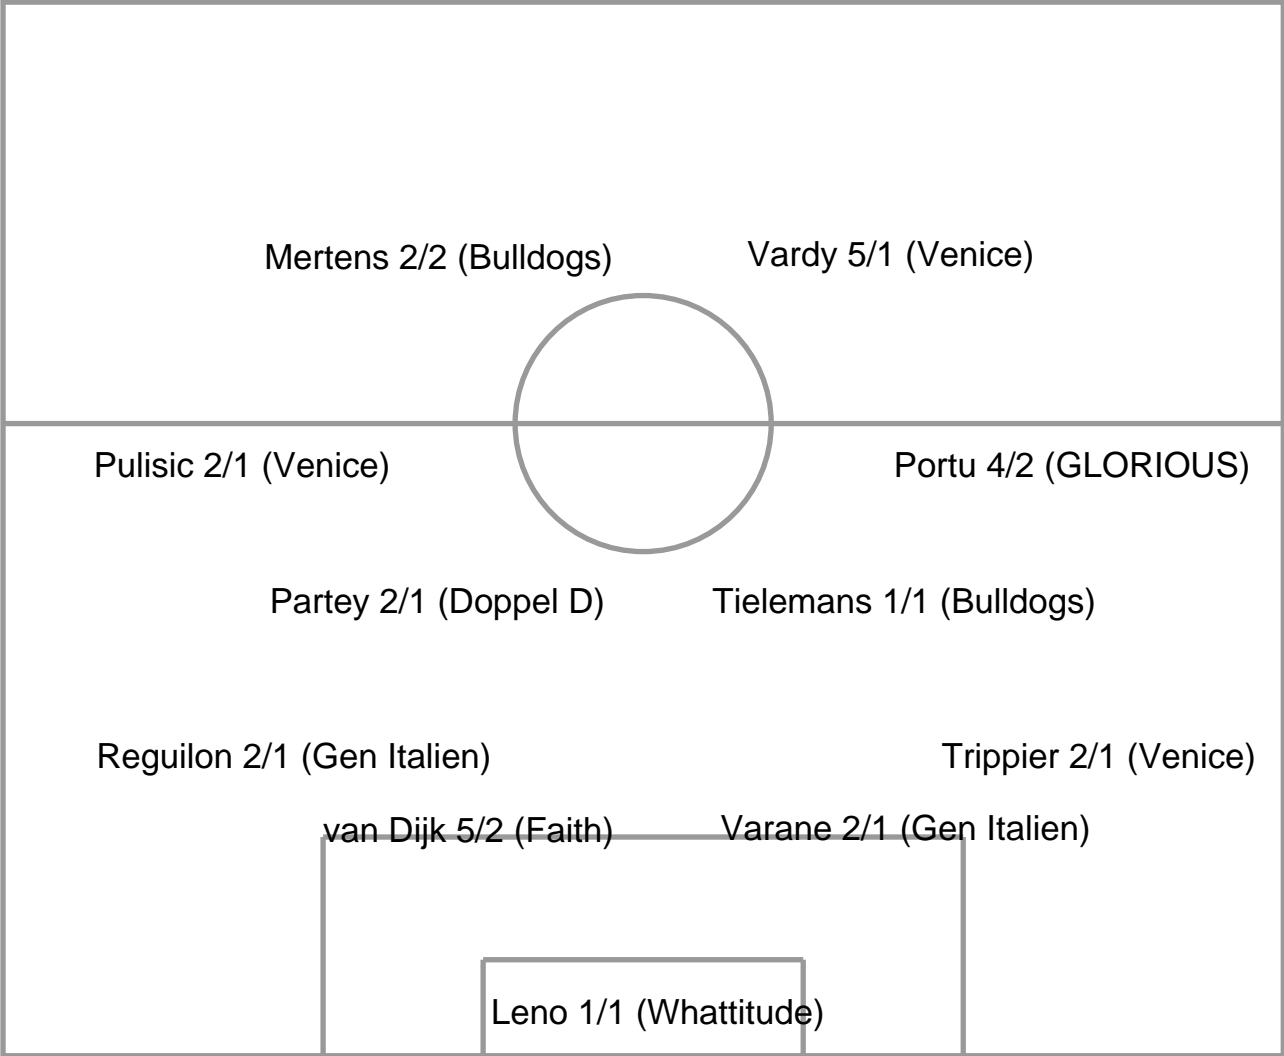 Mertens 2/2 (Bulldogs)
Vardy 5/1 (Venice)
Pulisic 2/1 (Venice)
Portu 4/2 (GLORIOUS)
Partey 2/1 (Doppel D)
Tielemans 1/1 (Bulldogs)
Reguilon 2/1 (Gen Italien)
Trippier 2/1 (Venice)
van Dijk 5/2 (Faith)
Varane 2/1 (Gen Italien)
Leno 1/1 (Whattitude)